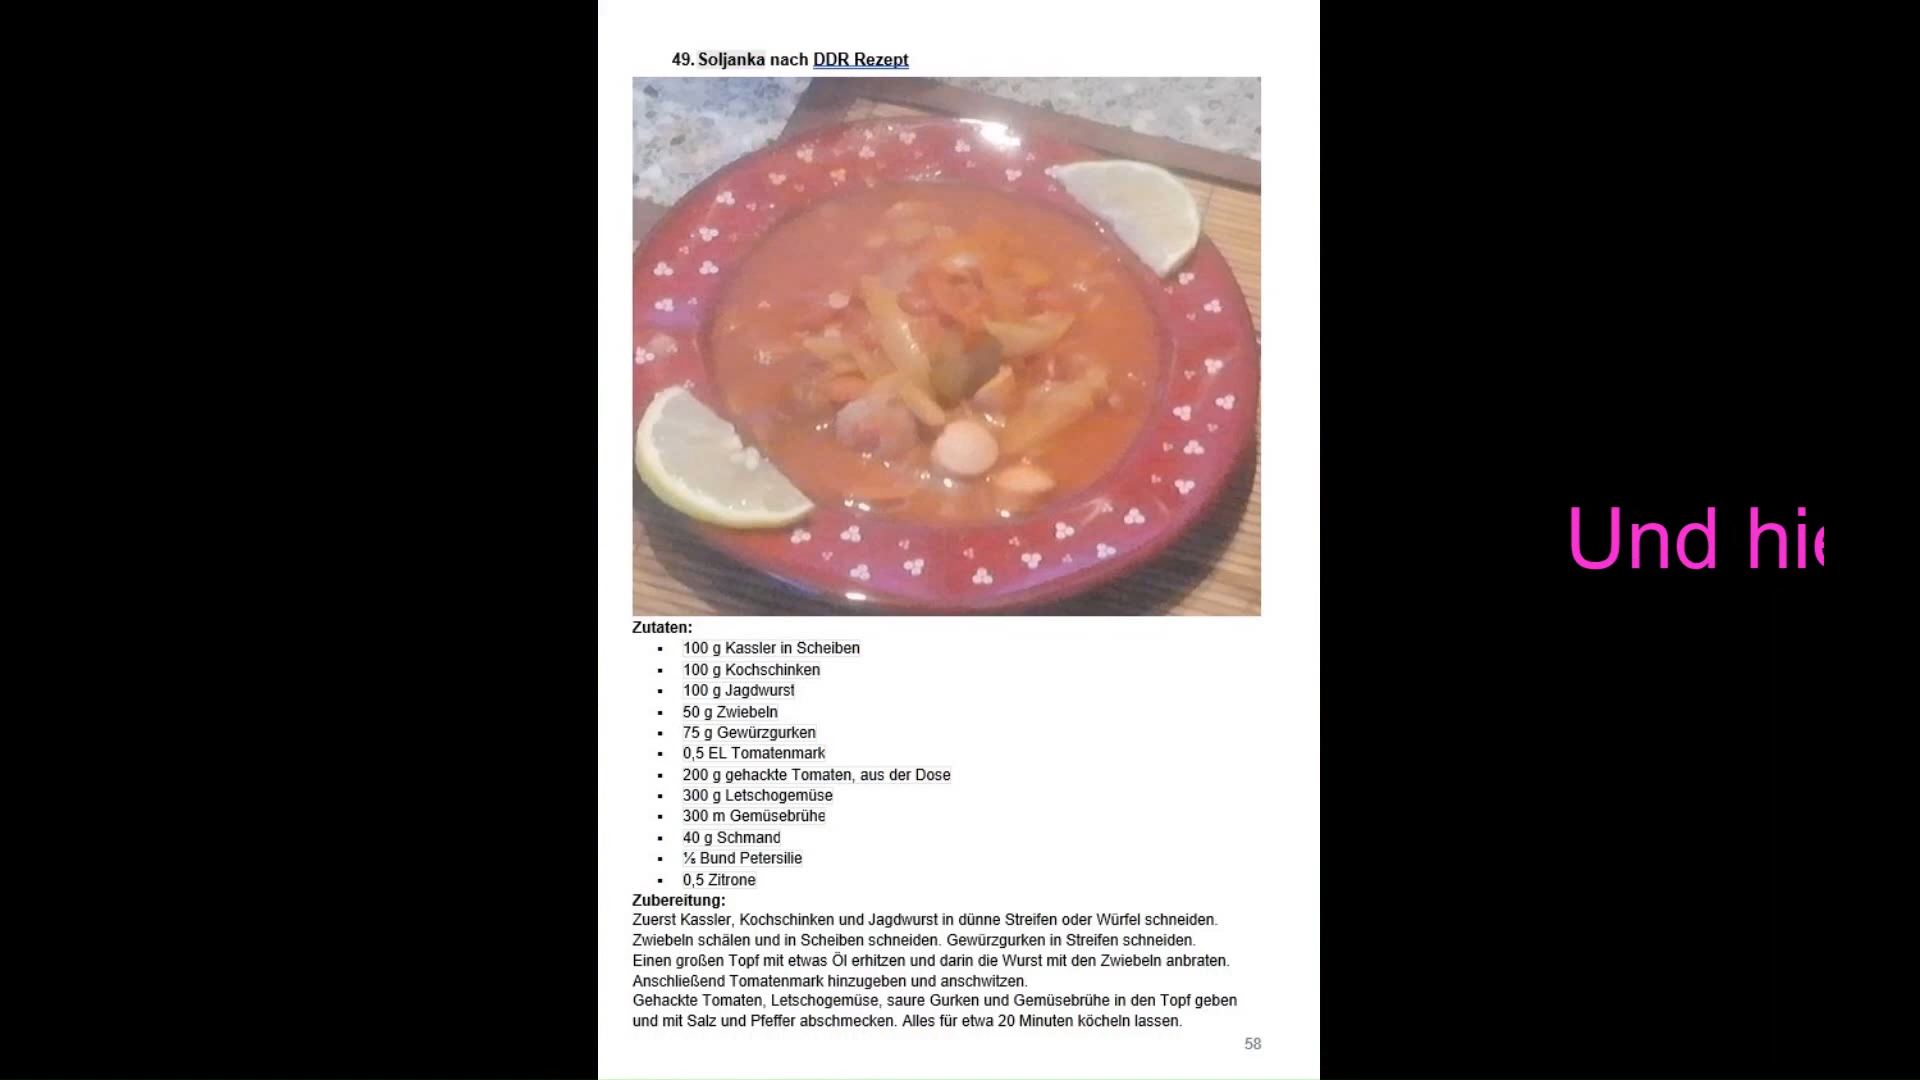 49. Soljanka nach DDR Rezept
Zutaten:
▪ 100 g Kassler in Scheiben
▪ 100 g Kochschinken
▪ 100 g Jagdwurst
▪ 50 g Zwiebeln
▪ 75 g Gewürzgurken
▪ 0,5 EL Tomatenmark
▪ 200 g gehackte Tomaten, aus der Dose
▪ 300 g Letschogemüse
▪ 300 m Gemüsebrühe
▪ 40 g Schmand
▪ ½ Bund Petersilie
▪ 0,5 Zitrone
Zubereitung:
Zuerst Kassler, Kochschinken und Jagdwurst in dünne Streifen oder Würfel schneiden.
Zwiebeln schälen und in Scheiben schneiden. Gewürzgurken in Streifen schneiden.
Einen großen Topf mit etwas Öl erhitzen und darin die Wurst mit den Zwiebeln anbraten.
Anschließend Tomatenmark hinzugeben und anschwitzen.
Gehackte Tomaten, Letschogemüse, saure Gurken und Gemüsebrühe in den Topf geben
und mit Salz und Pfeffer abschmecken. Alles für etwa 20 Minuten köcheln lassen.
58
Und hie